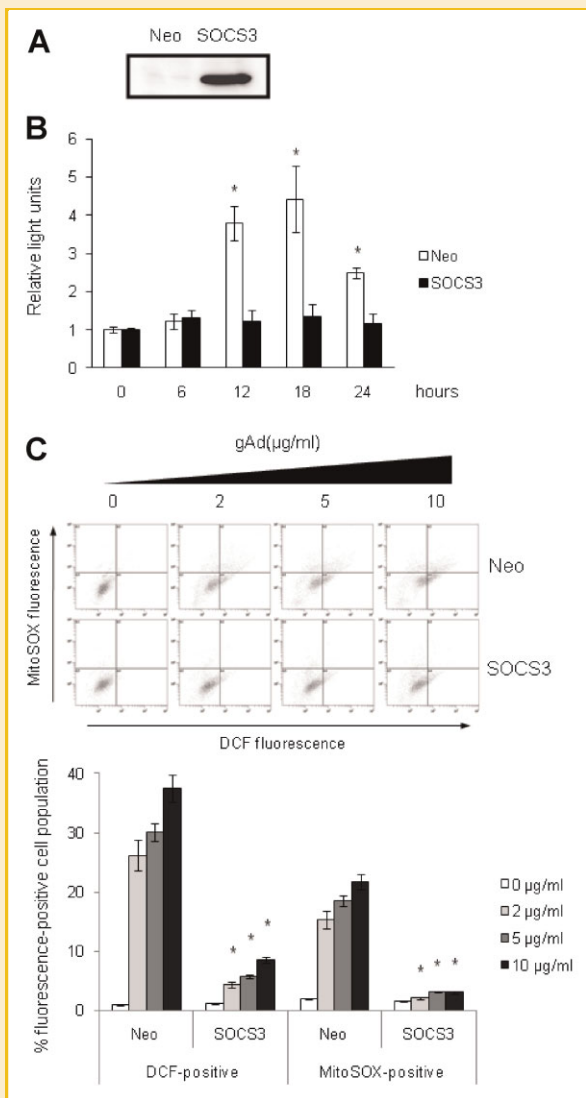 A
Neo SOCS3
B
Relative light units
6
5
4
3
2
1
0
* * *
Neo
SOCS3
0 6 12 18 24 hours
C
gAd(µg/ml)
0 2 5 10
MitoSOX fluorescence
Neo
SOCS3
DCF fluorescence
% fluorescence-positive cell population
40
30
20
10
0
* * *
* * *
0 µg/ml
2 µg/ml
5 µg/ml
10 µg/ml
Neo SOCS3 Neo SOCS3
DCF-positive MitoSOX-positive